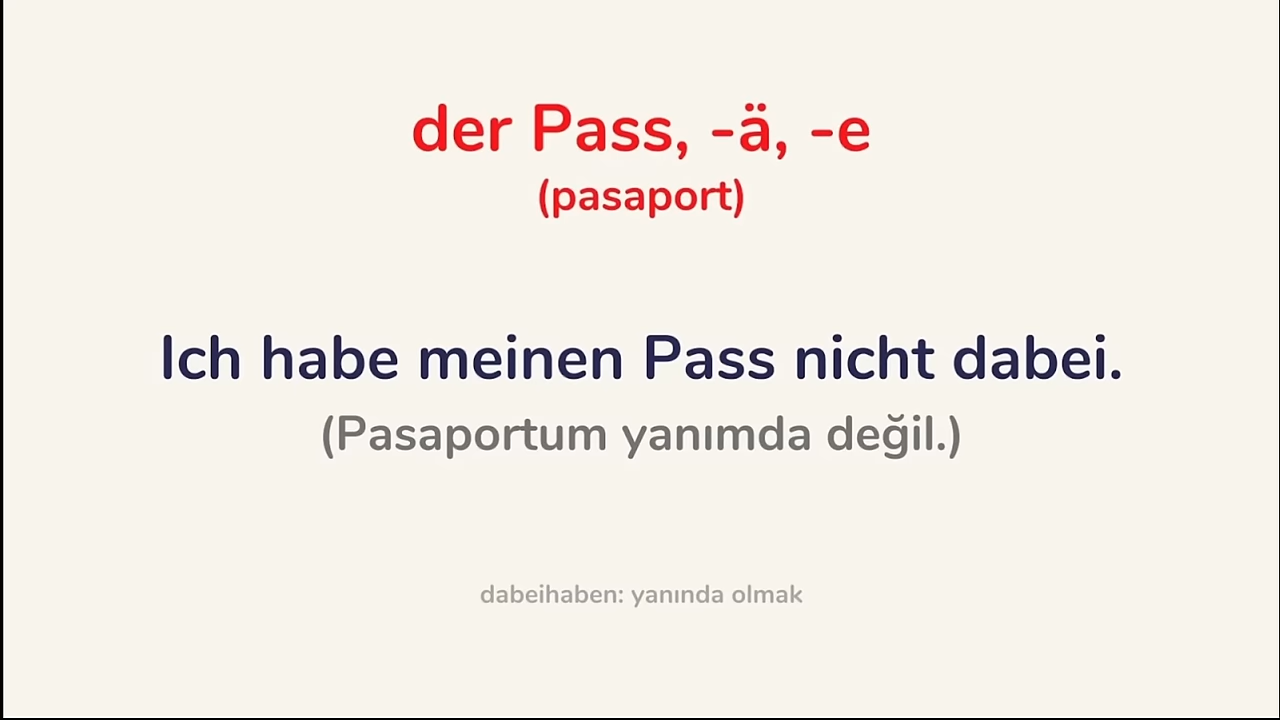 der Pass, -ä, -e
(pasaport)
Ich habe meinen Pass nicht dabei.
(Pasaportum yanımda değil.)
dabeihaben: yanında olmak